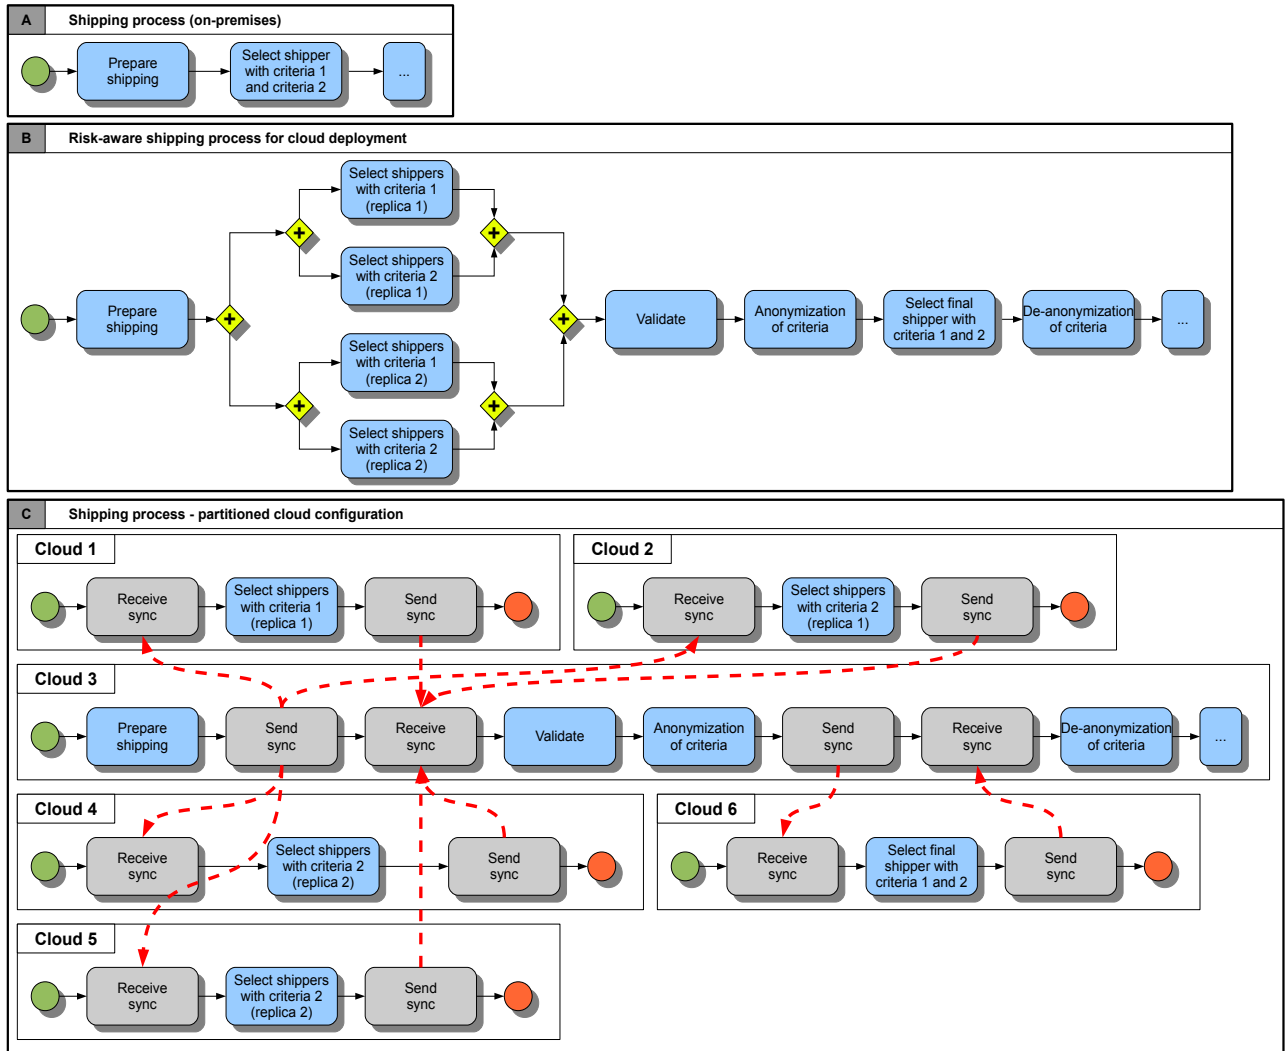 A Shipping process (on-premises)
Prepare
shipping
Select shipper
with criteria 1
and criteria 2
...
B Risk-aware shipping process for cloud deployment
Select shippers
with criteria 1
(replica 1)
Select shippers
with criteria 2
(replica 1)
Prepare
shipping
Select shippers
with criteria 1
(replica 2)
Select shippers
with criteria 2
(replica 2)
Validate
Anonymization
of criteria
Select final
shipper with
criteria 1 and 2
De-anonymization
of criteria
...
C Shipping process - partitioned cloud configuration
Cloud 1
Receive
sync
Select shippers
with criteria 1
(replica 1)
Send
sync
Cloud 2
Receive
sync
Select shippers
with criteria 2
(replica 1)
Send
sync
Cloud 3
Prepare
shipping
Send
sync
Receive
sync
Validate
Anonymization
of criteria
Send
sync
Receive
sync
De-anonymization
of criteria
...
Cloud 4
Receive
sync
Select shippers
with criteria 2
(replica 2)
Send
sync
Cloud 6
Receive
sync
Select final
shipper with
criteria 1 and 2
Send
sync
Cloud 5
Receive
sync
Select shippers
with criteria 2
(replica 2)
Send
sync